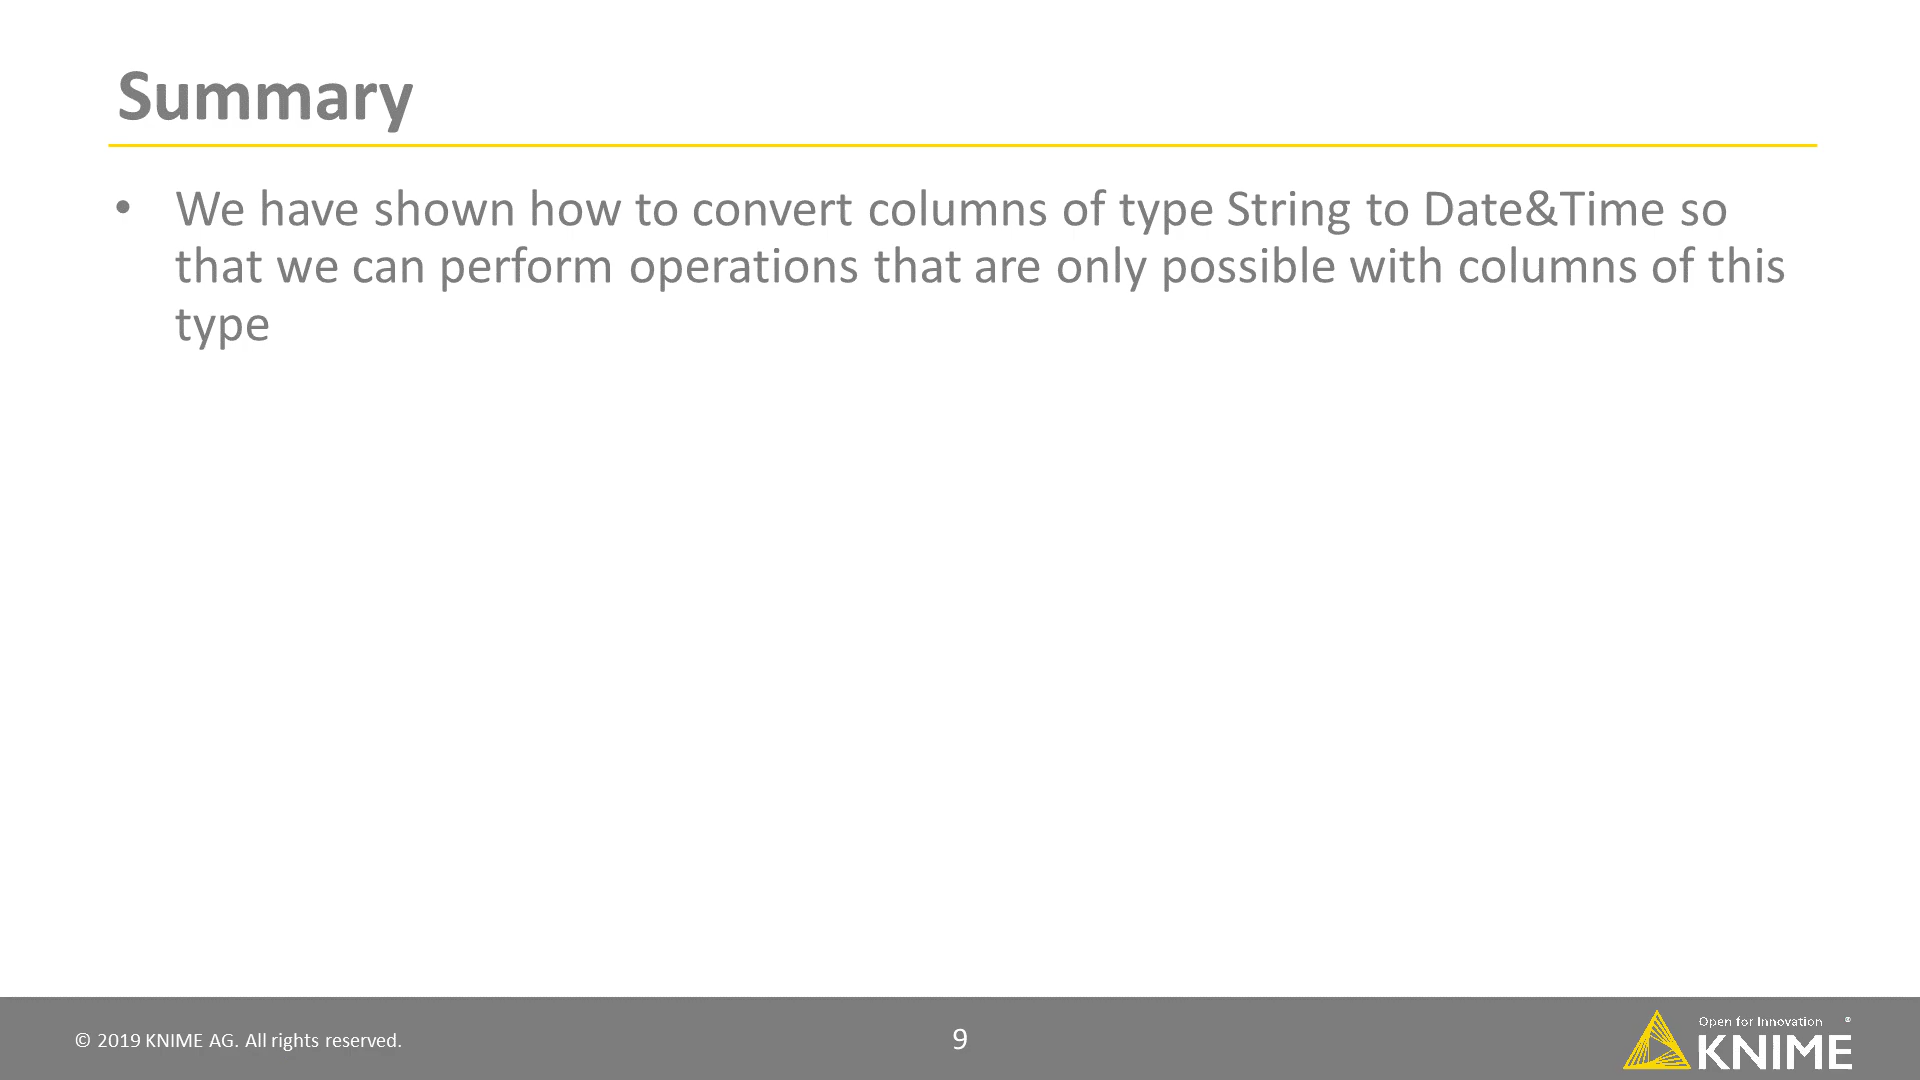 Summary
• We have shown how to convert columns of type String to Date&Time so
that we can perform operations that are only possible with columns of this
type
© 2019 KNIME AG. All rights reserved.
9
Open for Innovation ®
KNIME